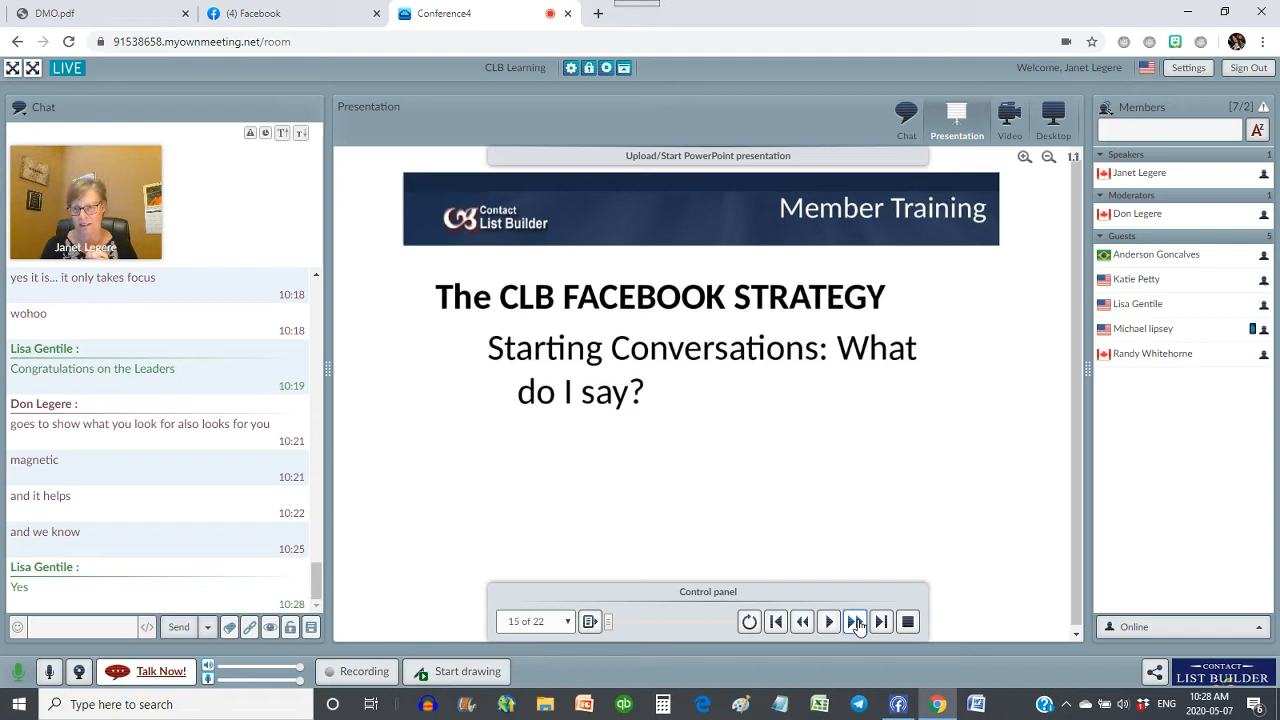 DMO.pdf
(4) Facebook
Conference4
91538658.myownmeeting.net/room
LIVE
CLB Learning
Welcome, Janet Legere
Settings
Sign Out
Chat
T↑
T↓
Janet Legere
yes it is... it only takes focus
10:18
wohoo
10:18
Lisa Gentile :
Congratulations on the Leaders
10:19
Don Legere :
goes to show what you look for also looks for you
10:21
magnetic
10:21
and it helps
10:22
and we know
10:25
Lisa Gentile :
Yes
10:28
Send
Presentation
Chat
Presentation
Video
Desktop
Upload/Start PowerPoint presentation
1:1
Contact
List Builder
Member Training
The CLB FACEBOOK STRATEGY
Starting Conversations: What
do I say?
Control panel
15 of 22
Members
[7/2]
Speakers
1
Janet Legere
Moderators
1
Don Legere
Guests
5
Anderson Goncalves
Katie Petty
Lisa Gentile
Michael lipsey
Randy Whitehorne
Online
Talk Now!
Recording
Start drawing
CONTACT
LIST BUILDER
Type here to search
10:28 AM
2020-05-07